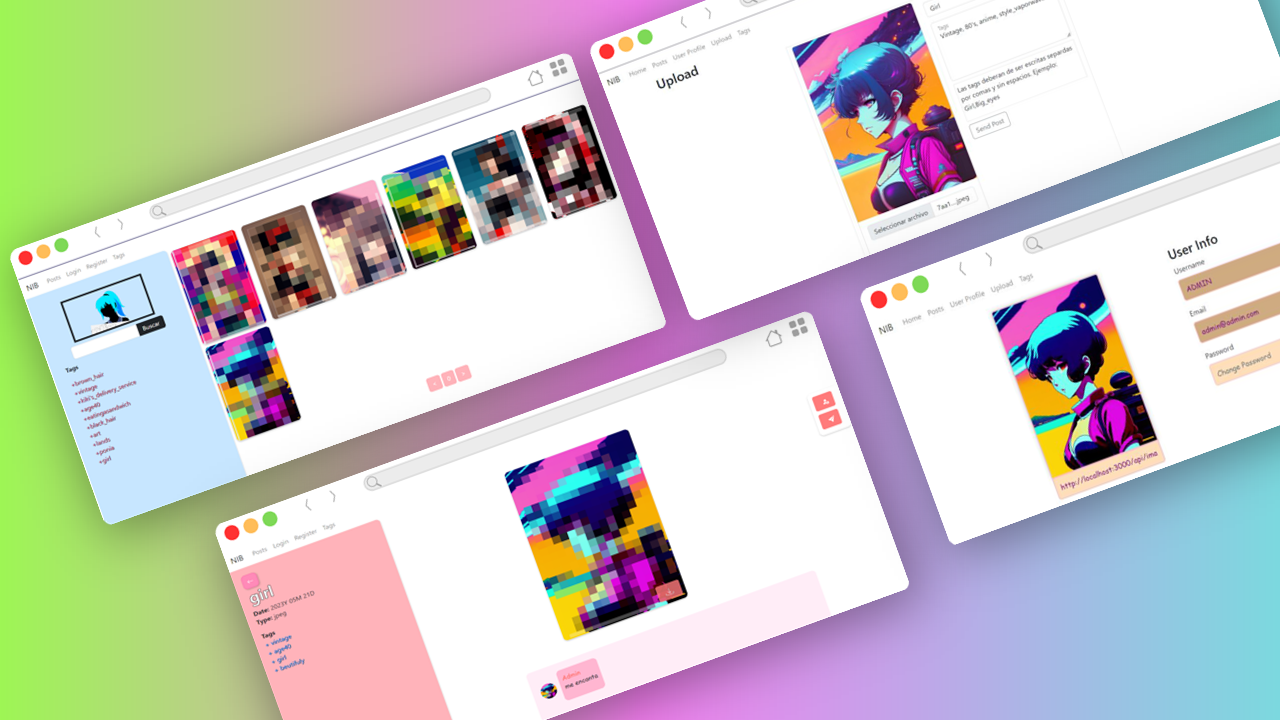 NIB Posts Login Register Tags
Buscar
Tags
+brown_hair
+vintage
+kiki's_delivery_service
+age40
+eatingasandwich
+black_hair
+art
+lands
+ponia
+girl
NIB Home Posts User Profile Upload Tags
Upload
Girl
Tags
Vintage, 80's, anime, style_vaporwave
Las tags deberan de ser escritas separdas
por comas y sin espacios. Ejemplo:
Girl,Big_eyes
Send Post
Seleccionar archivo 7aa1...jpeg
NIB Posts Login Register Tags
girl
Date: 2023Y 05M 21D
Type: jpeg
Tags
+ vintage
+ age40
+ girl
+ beutifuly
Admin
me encanta
NIB Home Posts User Profile Upload Tags
http://localhost:3000/api/ima
User Info
Username
ADMIN
Email
admin@admin.com
Password
Change Password